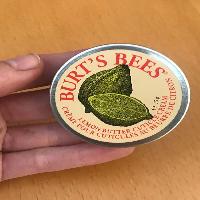 BURT'S BEES
LEMON BUTTER CUTICLE CREAM
CRÈME POUR CUTICULES AU BEURRE DE CITRON